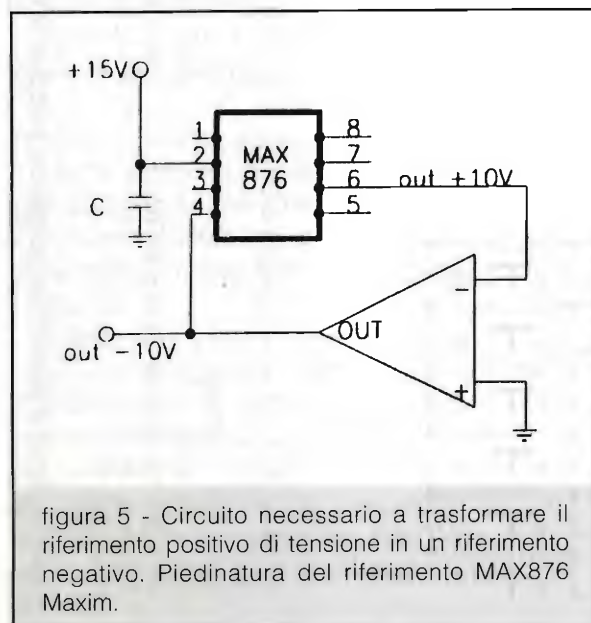 +15V
1
8
2
MAX
7
3
876
6
out +10V
4
5
C
−
OUT
out −10V
+
figura 5 - Circuito necessario a trasformare il
riferimento positivo di tensione in un riferimento
negativo. Piedinatura del riferimento MAX876
Maxim.